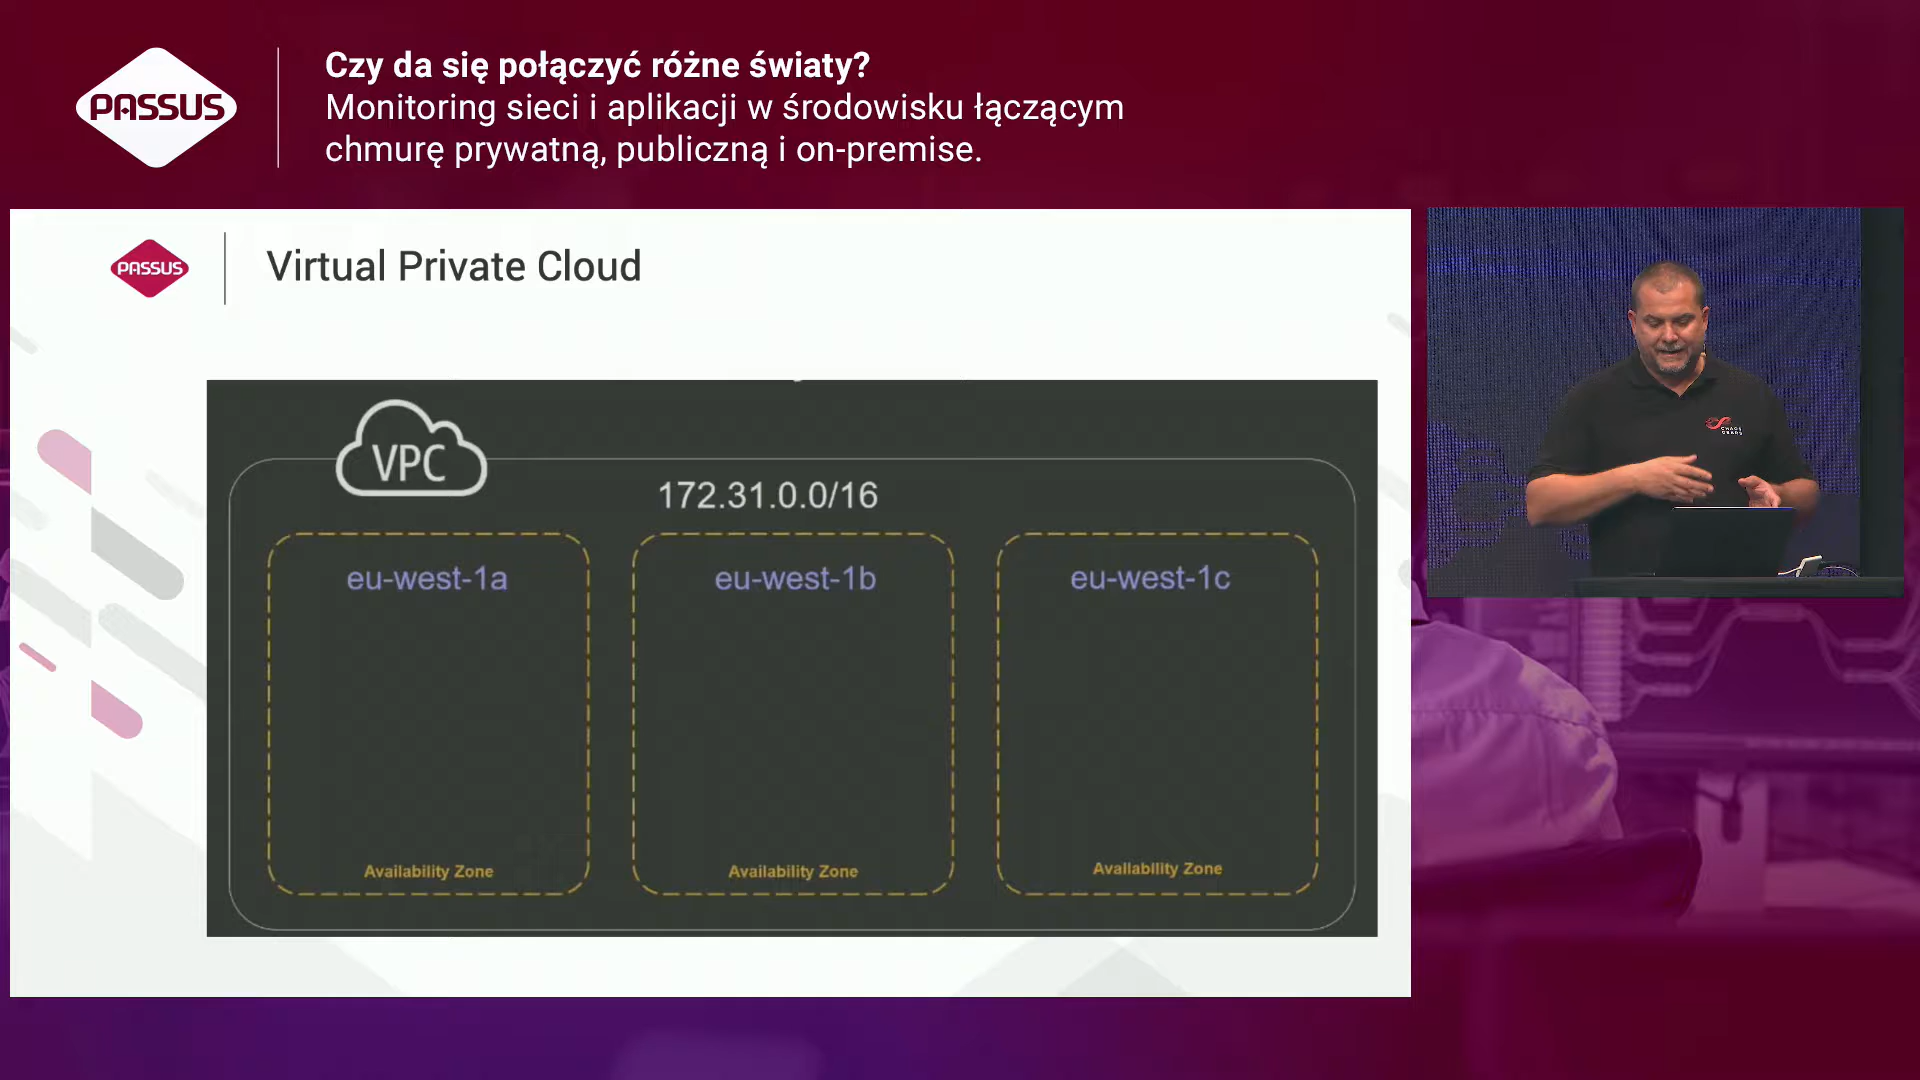 PASSUS
Czy da się połączyć różne światy?
Monitoring sieci i aplikacji w środowisku łączącym
chmurę prywatną, publiczną i on-premise.
PASSUS
Virtual Private Cloud
VPC
172.31.0.0/16
eu-west-1a
eu-west-1b
eu-west-1c
Availability Zone
Availability Zone
Availability Zone
CHAOS
GEARS